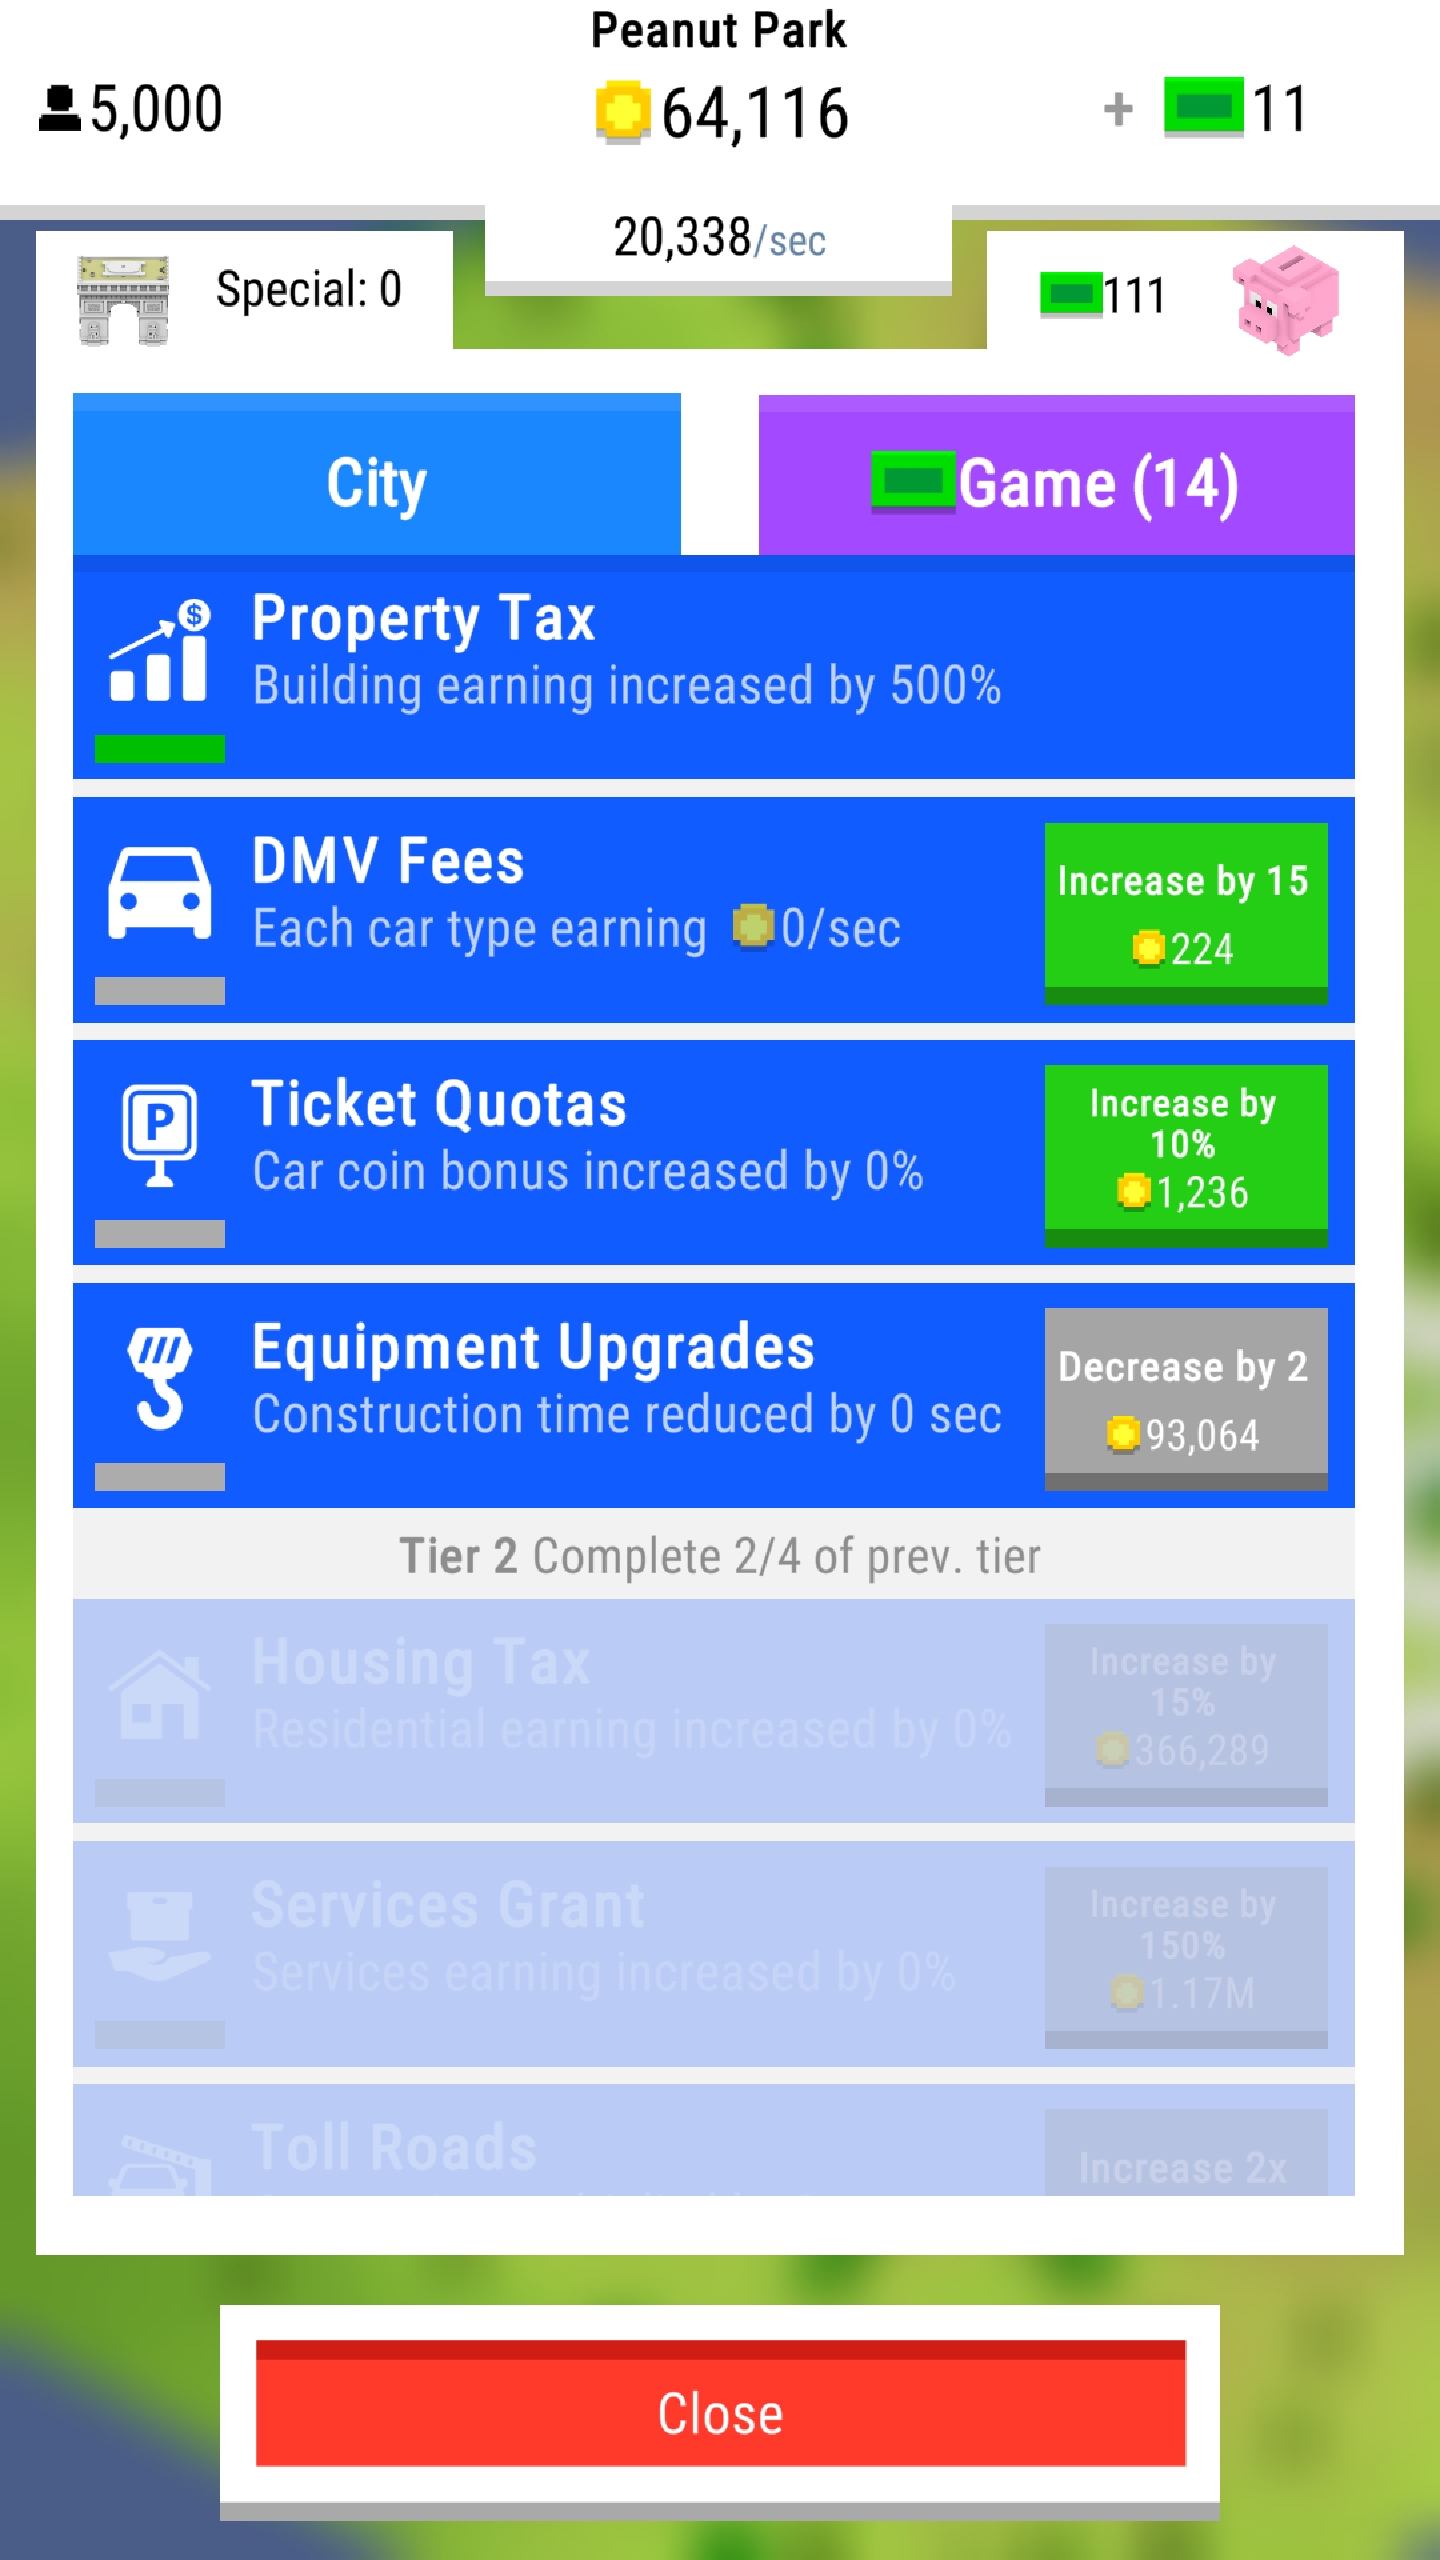 Peanut Park
5,000
64,116
+ 11
20,338/sec
Special: 0
111
City
Game (14)
Property Tax
Building earning increased by 500%
$
DMV Fees
Each car type earning 0/sec
Increase by 15
224
P
Ticket Quotas
Car coin bonus increased by 0%
Increase by
10%
1,236
Equipment Upgrades
Construction time reduced by 0 sec
Decrease by 2
93,064
Tier 2 Complete 2/4 of prev. tier
Housing Tax
Residential earning increased by 0%
Increase by
15%
366,289
Services Grant
Services earning increased by 0%
Increase by
150%
1.17M
Toll Roads
Increase 2x
Close